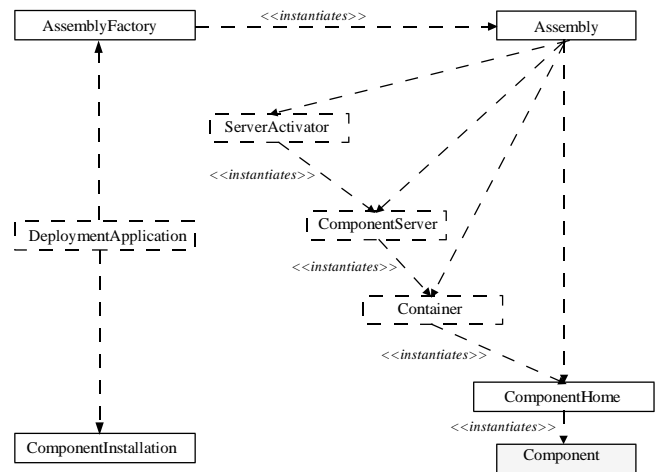 AssemblyFactory
<<instantiates>>
Assembly
ServerActivator
<<instantiates>>
ComponentServer
DeploymentApplication
<<instantiates>>
Container
<<instantiates>>
ComponentHome
<<instantiates>>
ComponentInstallation
Component